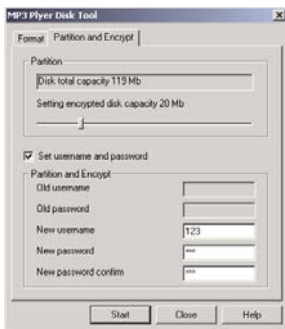 MP3 Plyer Disk Tool
Format Partition and Encrypt
Partition
Disk total capacity 119 Mb
Setting encrypted disk capacity 20 Mb
Set username and password
Partition and Encrypt
Old username
Old password
New username 123
New password ***
New password confirm ***
Start Close Help